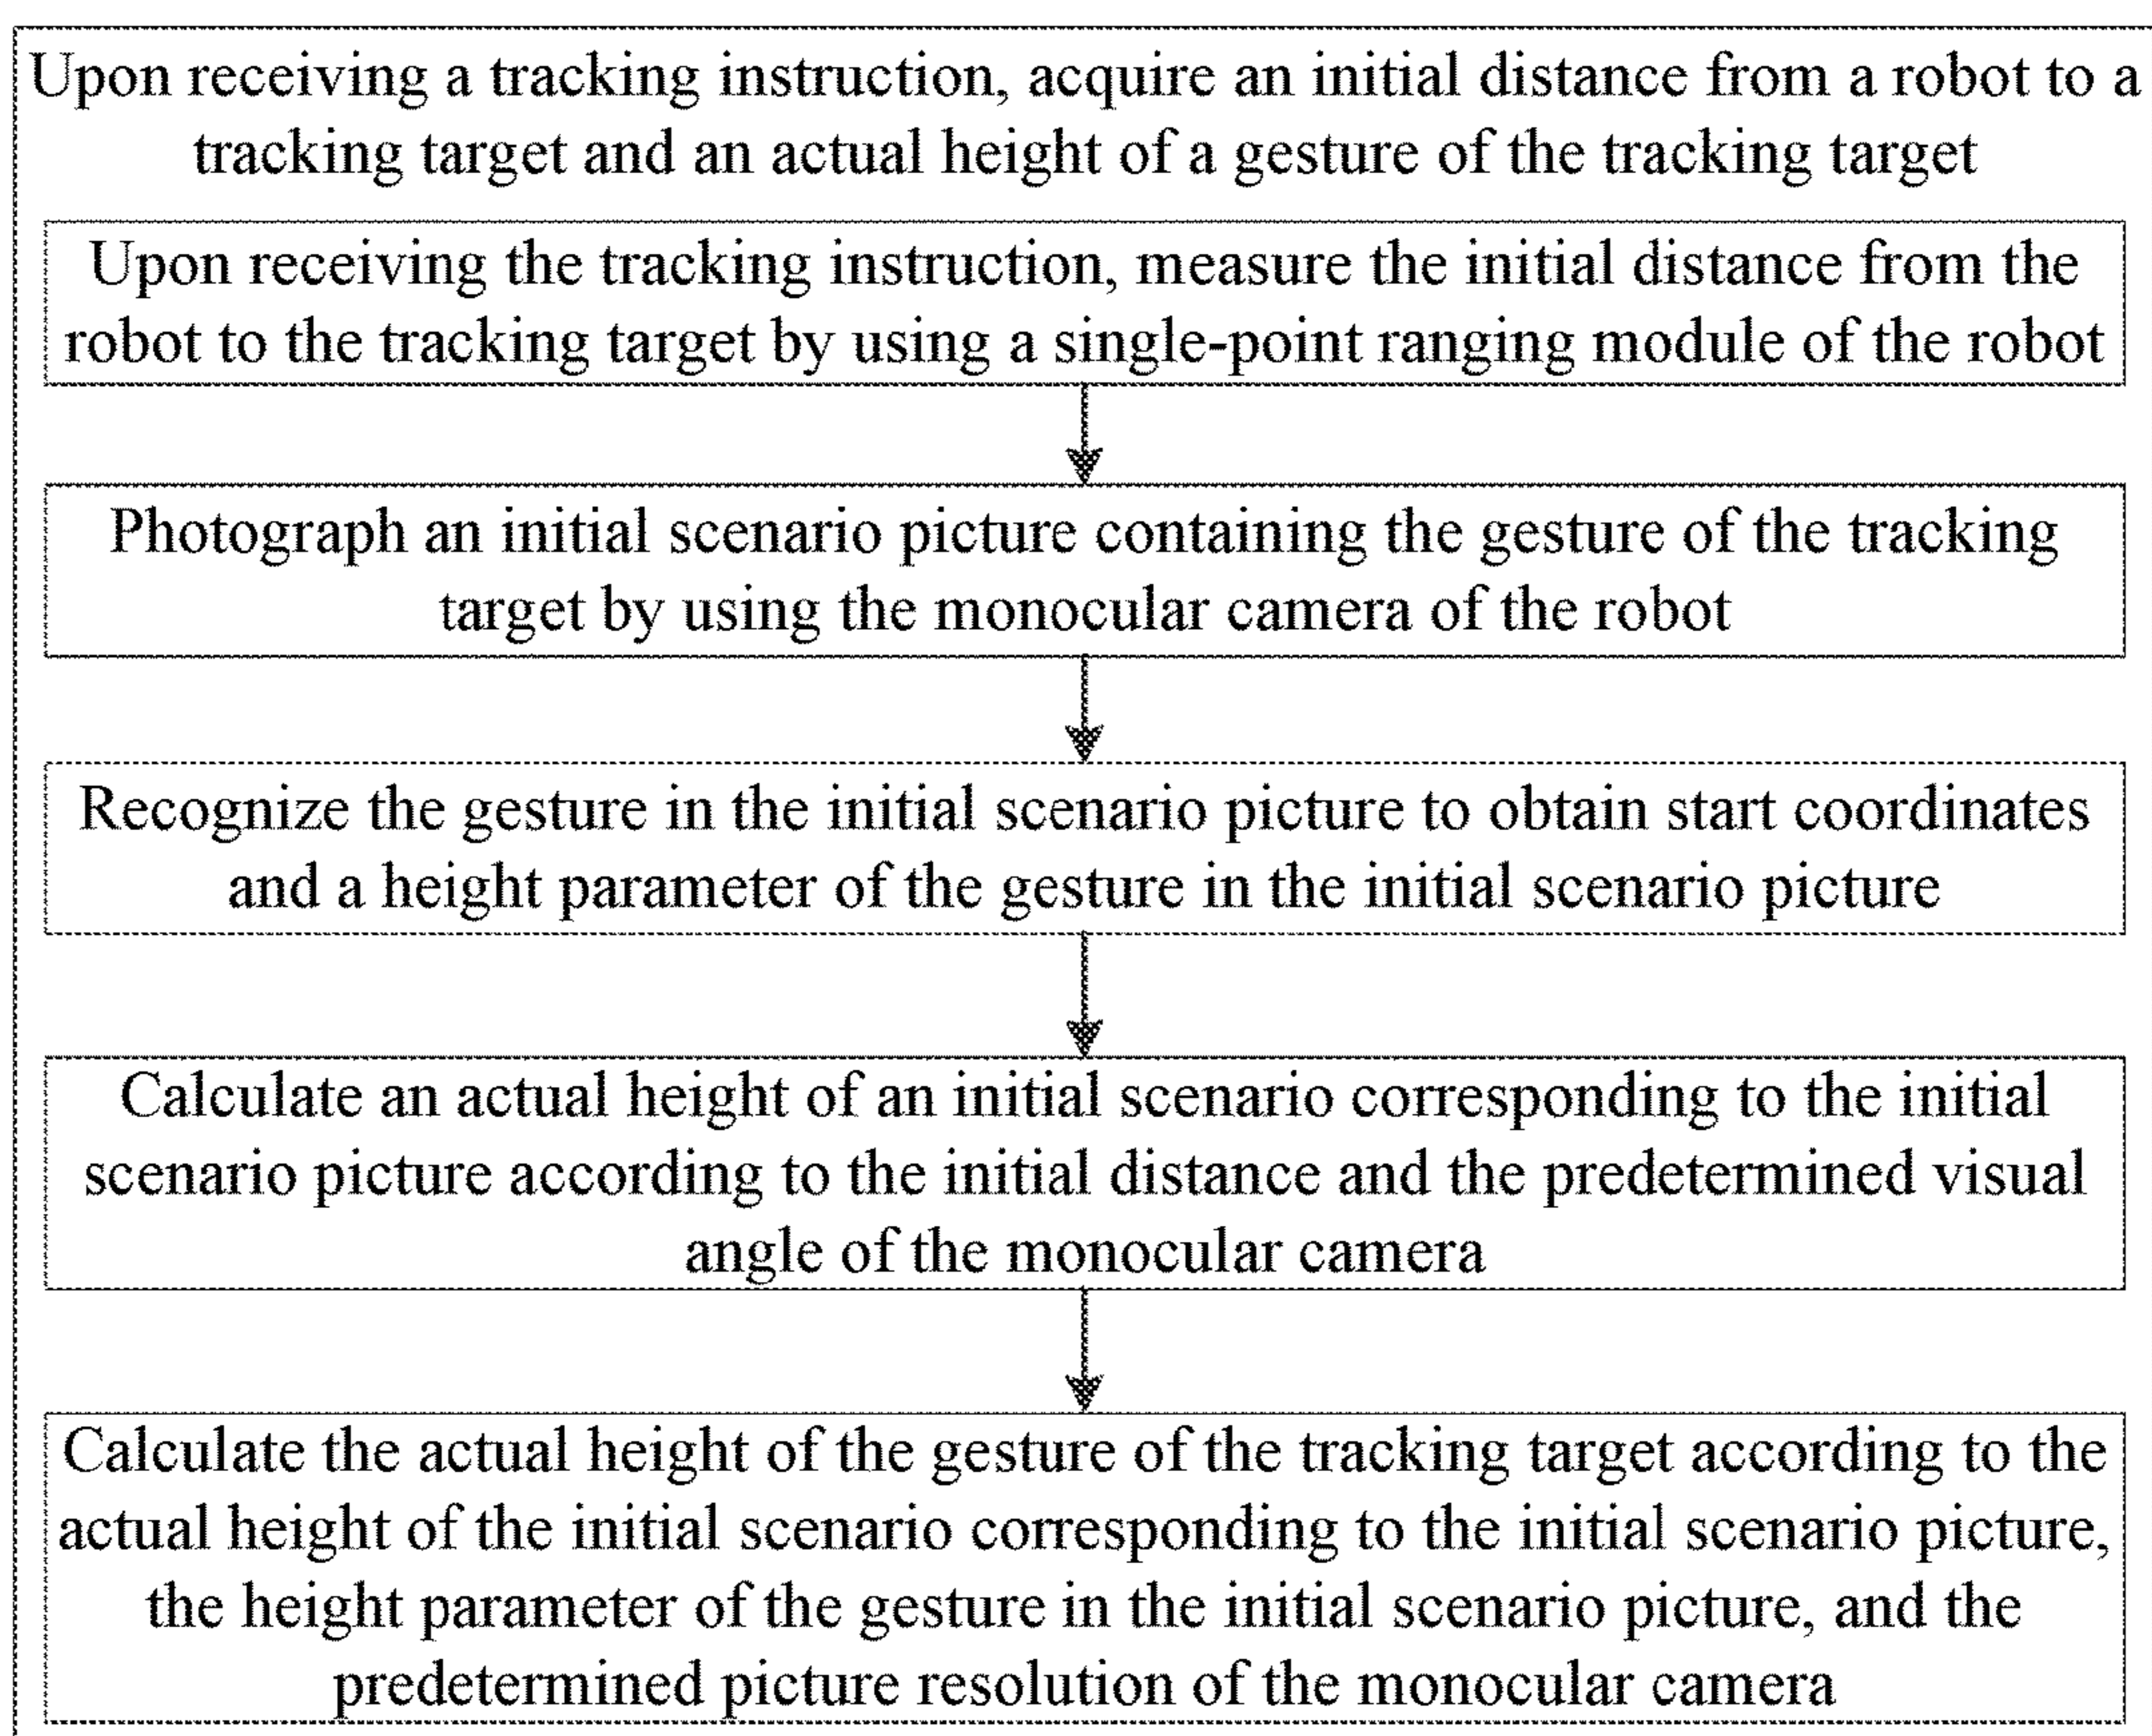 Upon receiving a tracking instruction, acquire an initial distance from a robot to a
tracking target and an actual height of a gesture of the tracking target
Upon receiving the tracking instruction, measure the initial distance from the
robot to the tracking target by using a single-point ranging module of the robot
Photograph an initial scenario picture containing the gesture of the tracking
target by using the monocular camera of the robot
Recognize the gesture in the initial scenario picture to obtain start coordinates
and a height parameter of the gesture in the initial scenario picture
Calculate an actual height of an initial scenario corresponding to the initial
scenario picture according to the initial distance and the predetermined visual
angle of the monocular camera
Calculate the actual height of the gesture of the tracking target according to the
actual height of the initial scenario corresponding to the initial scenario picture,
the height parameter of the gesture in the initial scenario picture, and the
predetermined picture resolution of the monocular camera